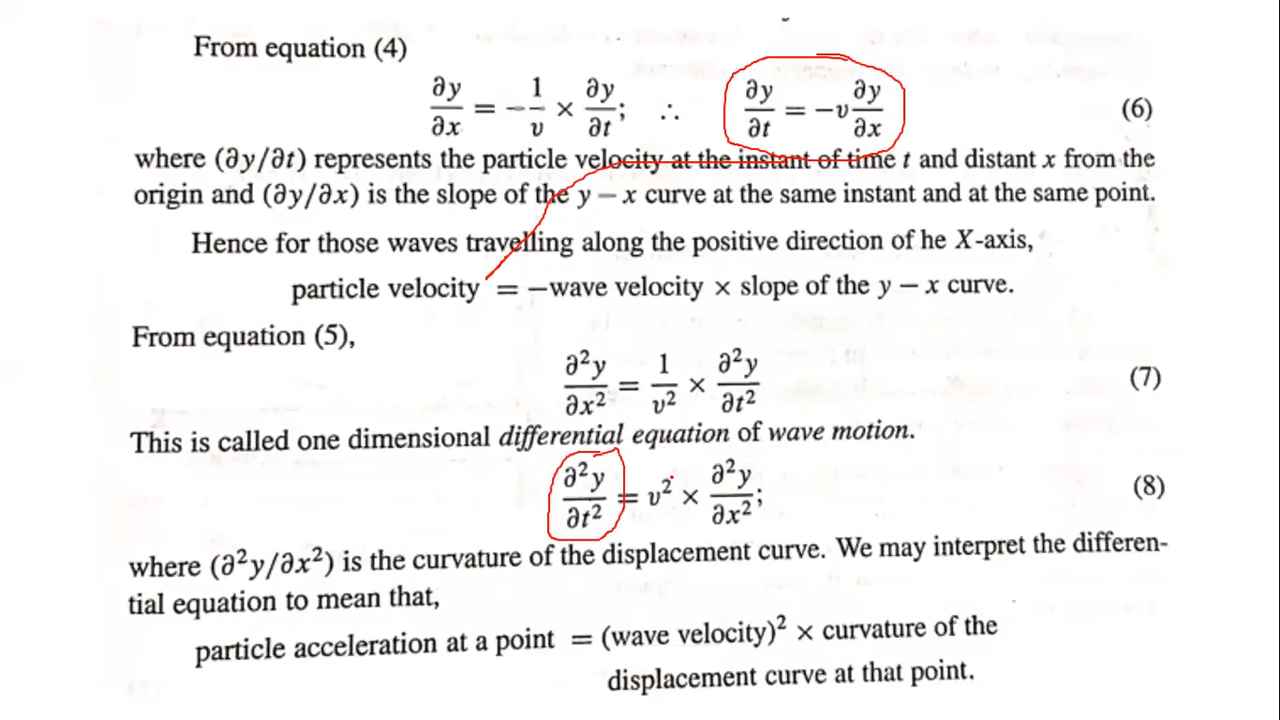 From equation (4)
∂y/∂x = −1/v × ∂y/∂t; ∴ ∂y/∂t = −v ∂y/∂x (6)
where (∂y/∂t) represents the particle velocity at the instant of time t and distant x from the
origin and (∂y/∂x) is the slope of the y − x curve at the same instant and at the same point.
Hence for those waves travelling along the positive direction of he X-axis,
particle velocity = −wave velocity × slope of the y − x curve.
From equation (5),
∂²y/∂x² = 1/v² × ∂²y/∂t² (7)
This is called one dimensional differential equation of wave motion.
∂²y/∂t² = v² × ∂²y/∂x²; (8)
where (∂²y/∂x²) is the curvature of the displacement curve. We may interpret the differen-
tial equation to mean that,
particle acceleration at a point = (wave velocity)² × curvature of the
displacement curve at that point.